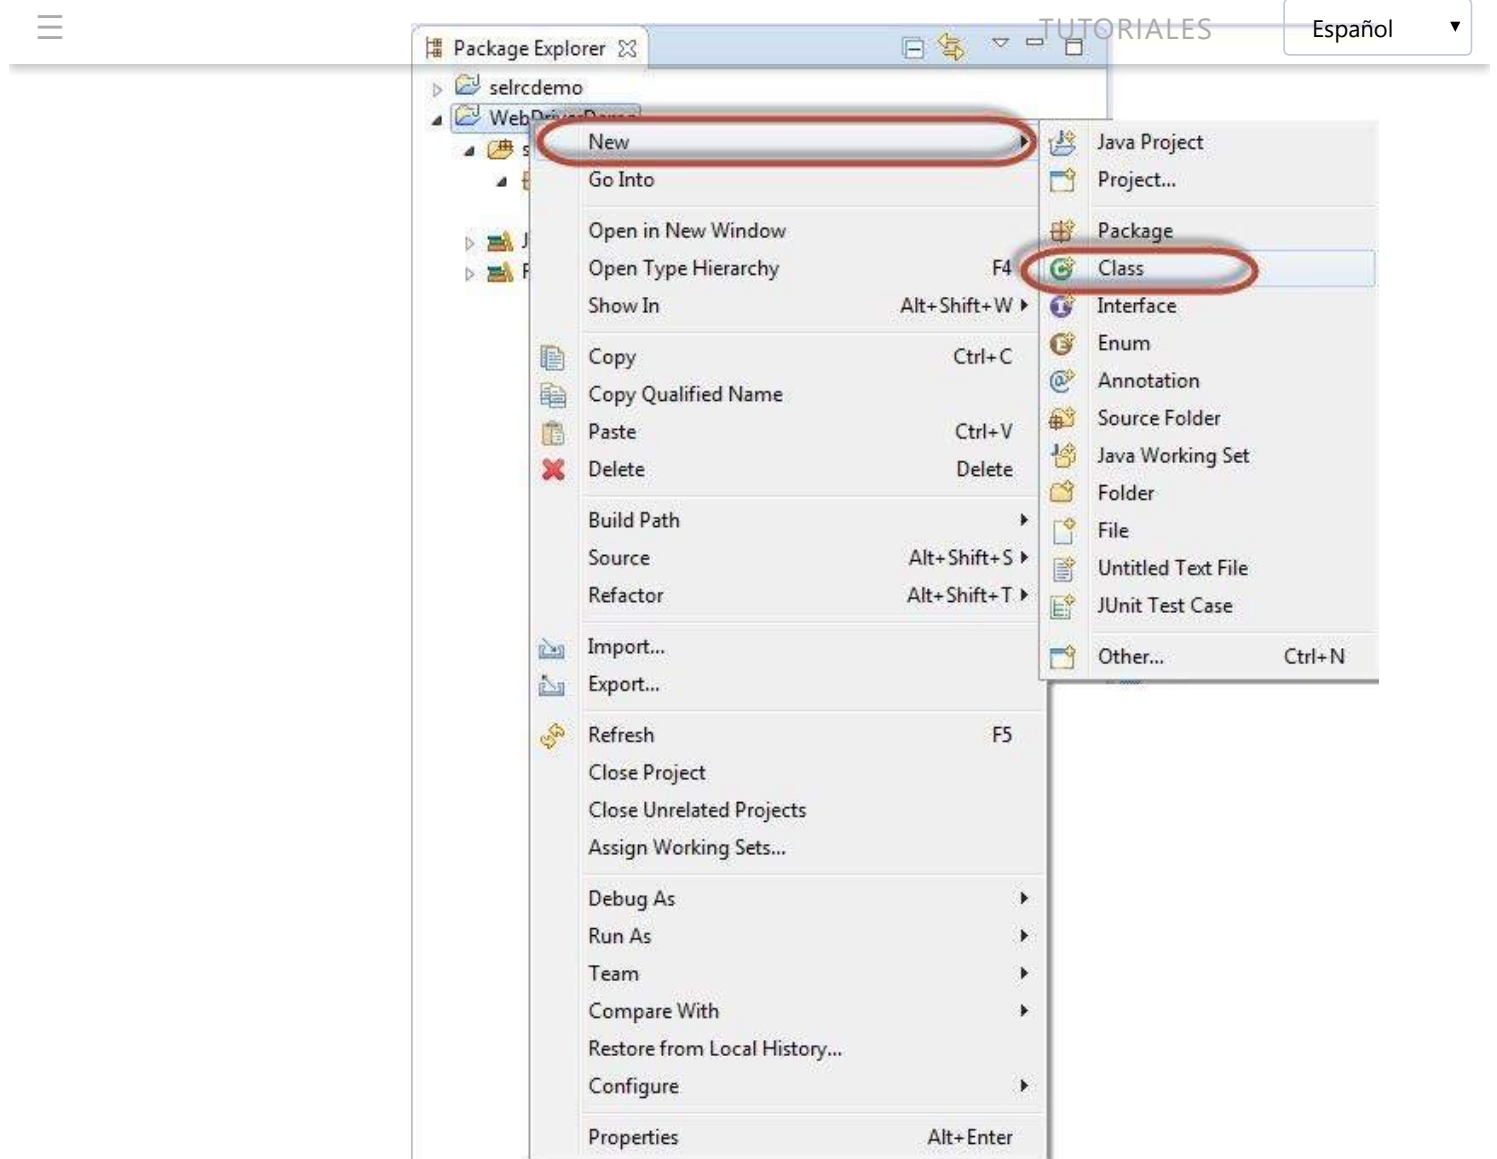 ☰ TUTORIALES Español ▼
Package Explorer
selrcdemo
New
Java Project
Go Into
Project...
Open in New Window
Package
Open Type Hierarchy F4
Class
Show In Alt+Shift+W
Interface
Copy Ctrl+C
Enum
Copy Qualified Name
Annotation
Paste Ctrl+V
Source Folder
Delete Delete
Java Working Set
Folder
Build Path
File
Source Alt+Shift+S
Untitled Text File
Refactor Alt+Shift+T
JUnit Test Case
Import...
Other... Ctrl+N
Export...
Refresh F5
Close Project
Close Unrelated Projects
Assign Working Sets...
Debug As
Run As
Team
Compare With
Restore from Local History...
Configure
Properties Alt+Enter